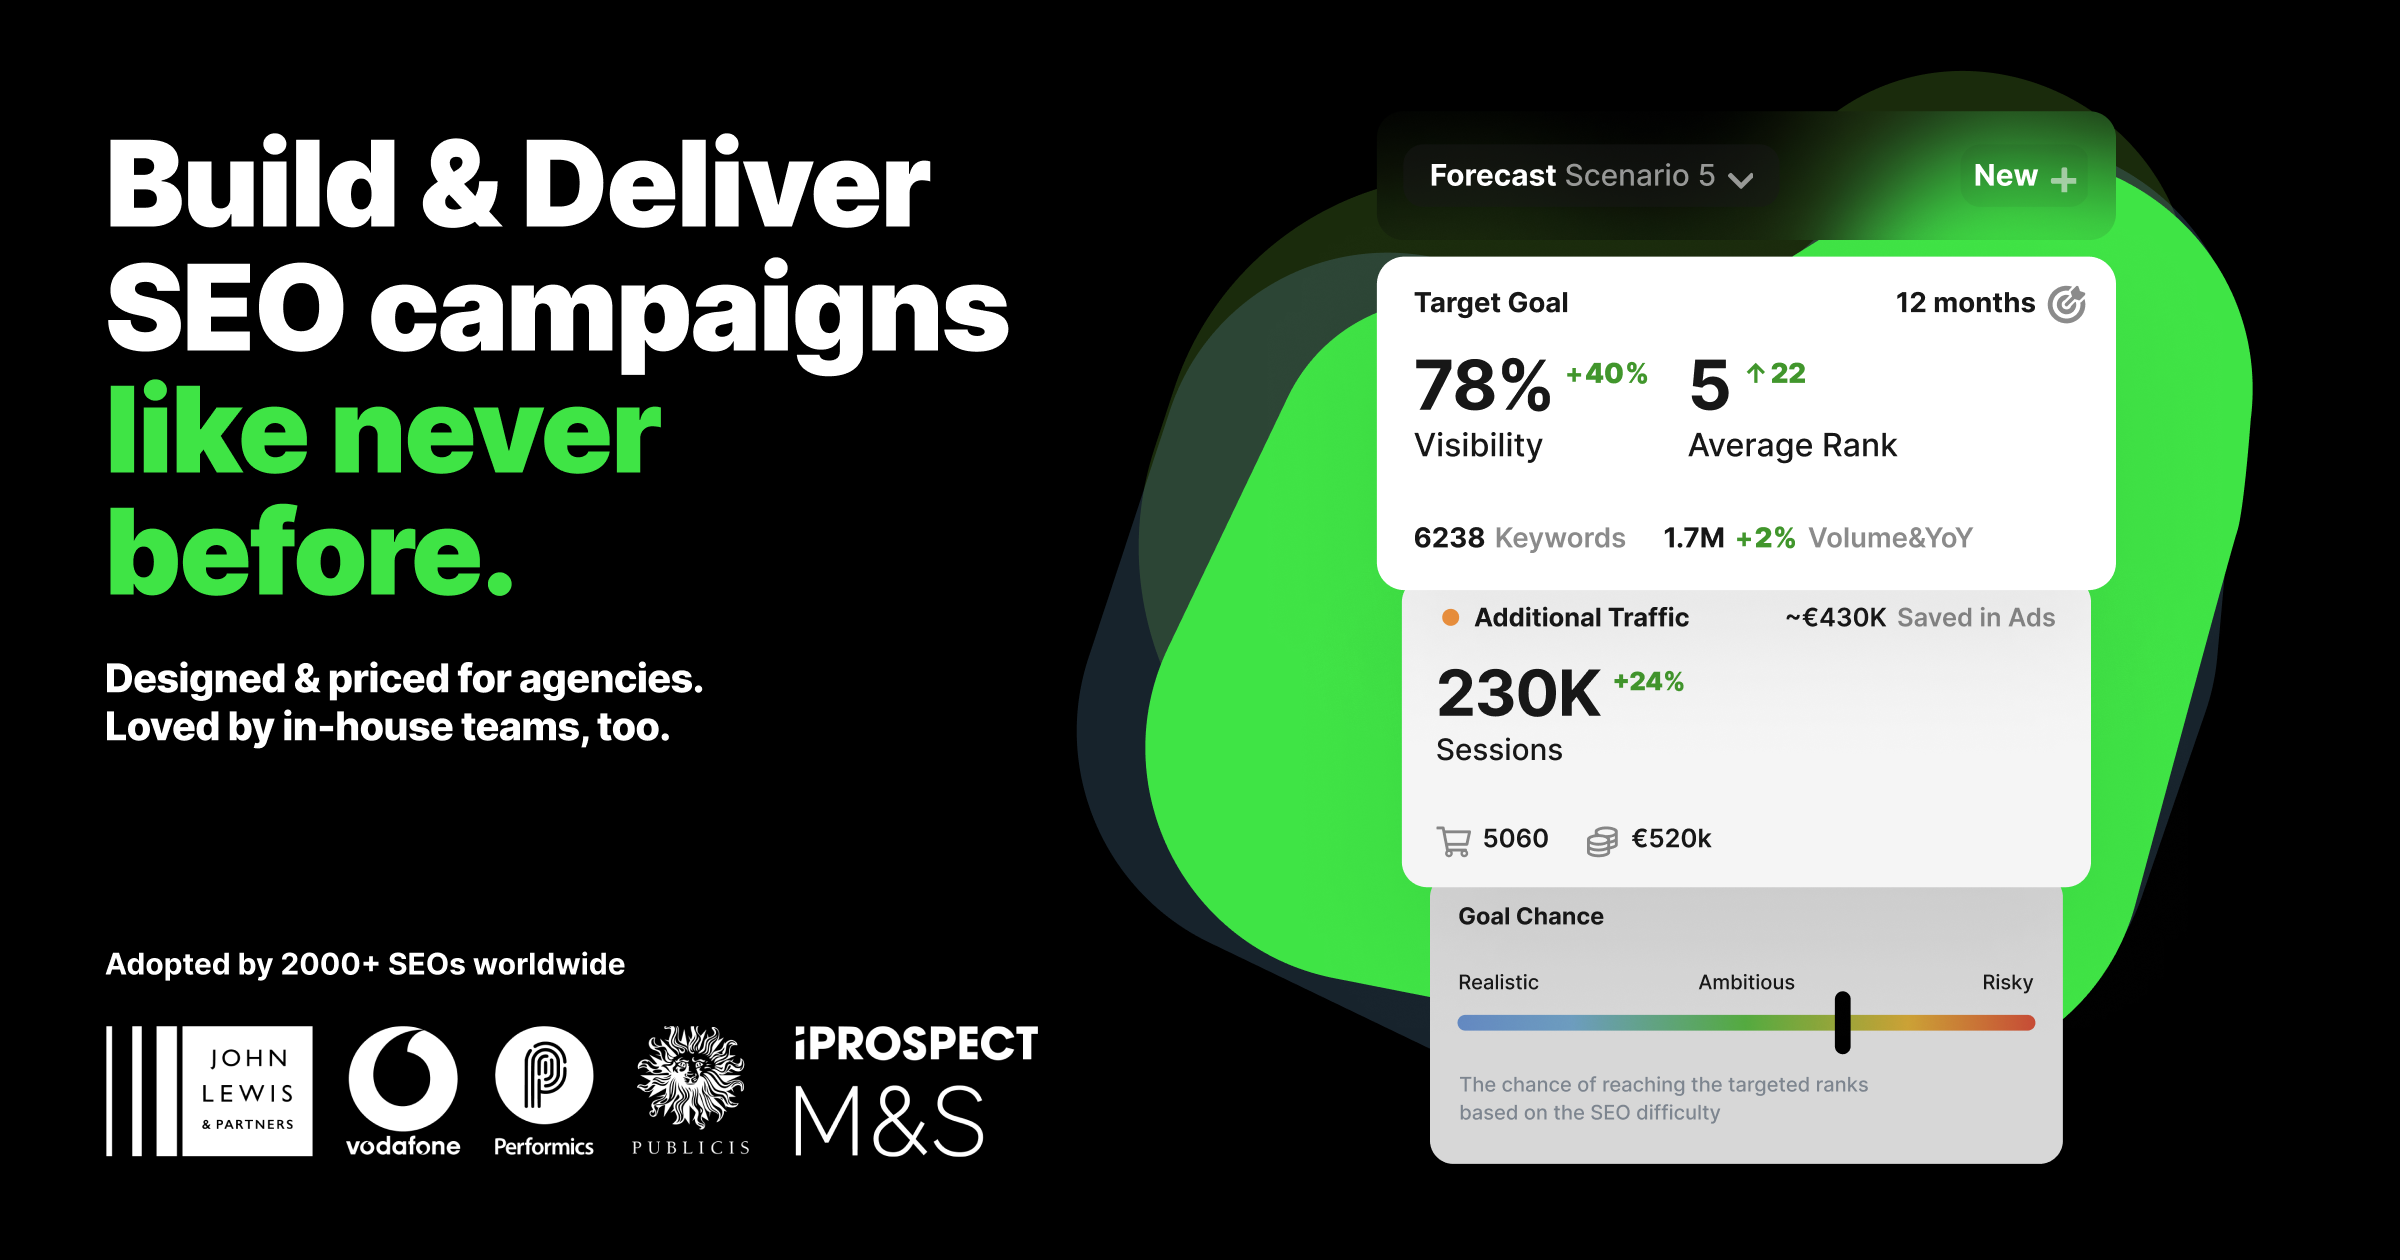 Build & Deliver
SEO campaigns
like never
before.
Designed & priced for agencies.
Loved by in-house teams, too.
Adopted by 2000+ SEOs worldwide
JOHN
LEWIS
& PARTNERS
vodafone
Performics
PUBLICIS
iPROSPECT
M&S
Forecast Scenario 5
New +
Target Goal
12 months
78% +40%
Visibility
5 ↑22
Average Rank
6238 Keywords
1.7M +2% Volume&YoY
Additional Traffic
~€430K Saved in Ads
230K +24%
Sessions
5060
€520k
Goal Chance
Realistic
Ambitious
Risky
The chance of reaching the targeted ranks
based on the SEO difficulty